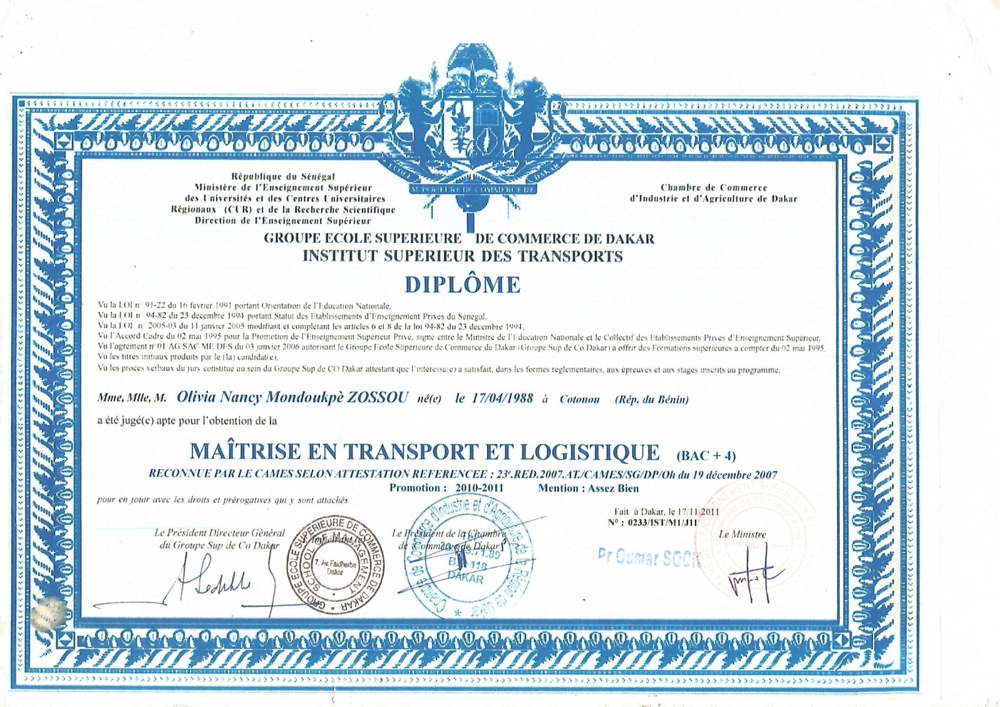 SUPERIEURE DE COMMERCE DE
DAKAR
République du Sénégal
Ministère de l'Enseignement Supérieur
des Universités et des Centres Universitaires
Régionaux (CUR) et de la Recherche Scientifique
Direction de l'Enseignement Supérieur
Chambre de Commerce
d'Industrie et d'Agriculture de Dakar
GROUPE ECOLE SUPERIEURE DE COMMERCE DE DAKAR
INSTITUT SUPERIEUR DES TRANSPORTS
DIPLÔME
Vu la LOI n° 91-22 du 16 fevrier 1991 portant Orientation de l'Education Nationale.
Vu la LOI n° 94-82 du 23 decembre 1994 portant Statut des Etablissements d'Enseignement Privés du Sénégal.
Vu la LOI n° 2005-03 du 11 janvier 2005 modifiant et complétant les articles 6 et 8 de la loi 94-82 du 23 décembre 1994.
Vu l'Accord Cadre du 02 mai 1995 pour la Promotion de l'Enseignement Supérieur Privé, signe entre le Ministre de l'Education Nationale et le Collectif des Etablissements Privés d'Enseignement Supérieur,
Vu l'agrément n°01 AG SAC ME DES du 03 janvier 2006 autorisant le Groupe Ecole Supérieure de Commerce de Dakar (Groupe Sup de Co Dakar) a offrir des Formations superieures a compter du 02 mai 1995.
Vu les titres initiaux produits par le (la) candidat(e),
Vu les proces verbaux du jury constitue au sein du Groupe Sup de CO Dakar attestant que l'intéressé(e) a satisfait, dans les formes réglementaires, aux épreuves et aux stages inscrits au programme,
Mme, Mlle, M. Olivia Nancy Mondoukpè ZOSSOU né(e) le 17/04/1988 à Cotonou (Rép. du Bénin)
a été jugé(e) apte pour l'obtention de la
MAÎTRISE EN TRANSPORT ET LOGISTIQUE (BAC + 4)
RECONNUE PAR LE CAMES SELON ATTESTATION REFERENCEE : 23e.RED.2007.AT./CAMES/SG/DP/Oh du 19 décembre 2007
Promotion : 2010-2011 Mention : Assez Bien
pour en jouir avec les droits et prérogatives qui y sont attachés.
Fait à Dakar, le 17/11/2011
N° : 0233/IST/M1/J11
Le Président Directeur Général
du Groupe Sup de Co Dakar
L'Impétrant(e)
GROUPE ECOLE SUPERIEURE DE COMMERCE DE DAKAR
SCHOOL OF MANAGEMENT
7, Av. Faidherbe
Dakar
Le Président de la Chambre
de Commerce de Dakar
Chambre de Commerce d'Industrie et d'Agriculture de la Région de Dakar
118
DAKAR
Le Ministre
Pr Oumar SOCK